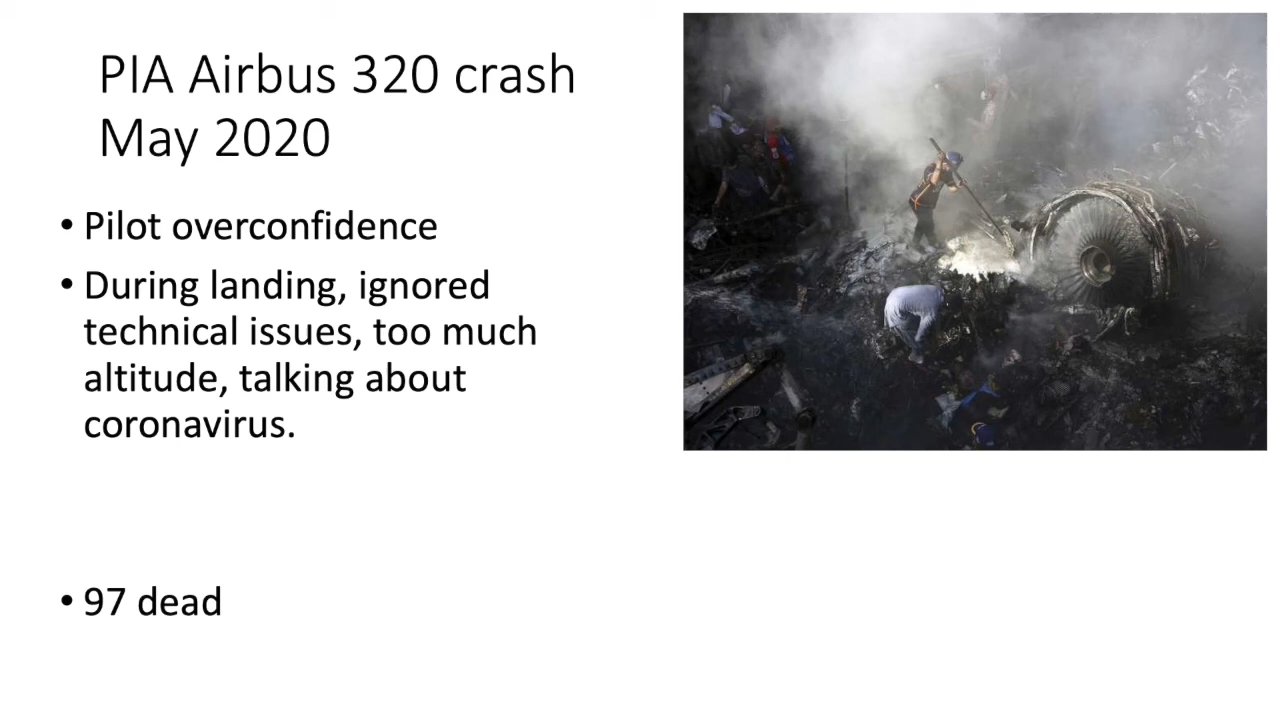 PIA Airbus 320 crash
May 2020
• Pilot overconfidence
• During landing, ignored
technical issues, too much
altitude, talking about
coronavirus.
• 97 dead